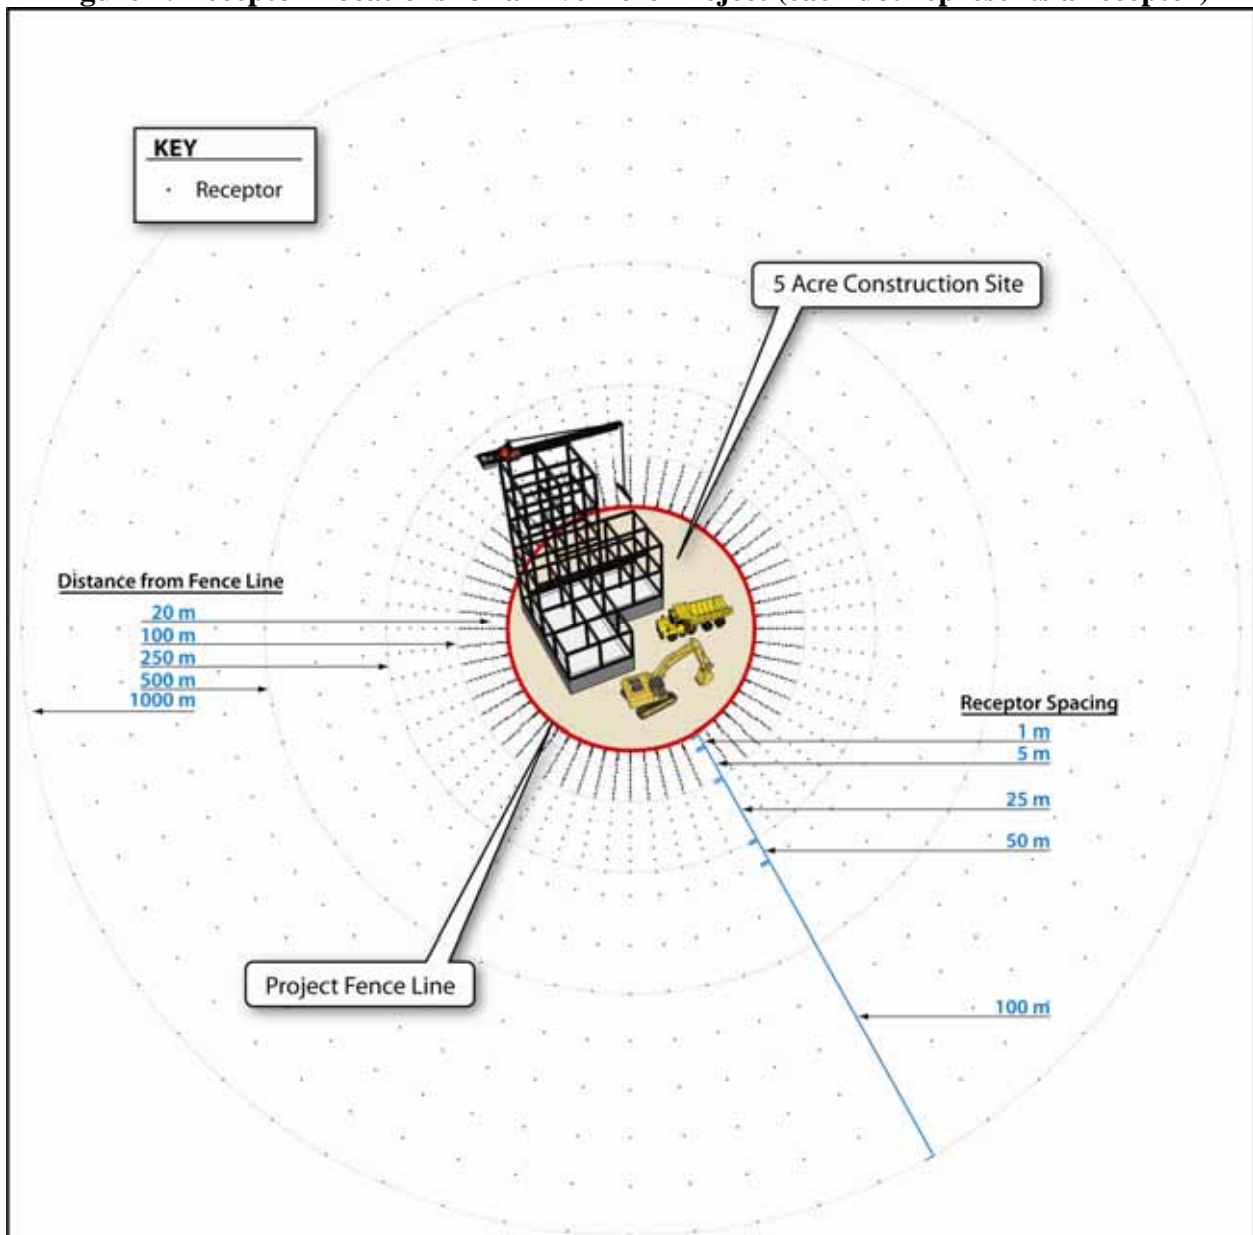 KEY
Receptor
5 Acre Construction Site
Distance from Fence Line
20 m
100 m
250 m
500 m
1000 m
Receptor Spacing
1 m
5 m
25 m
50 m
100 m
Project Fence Line